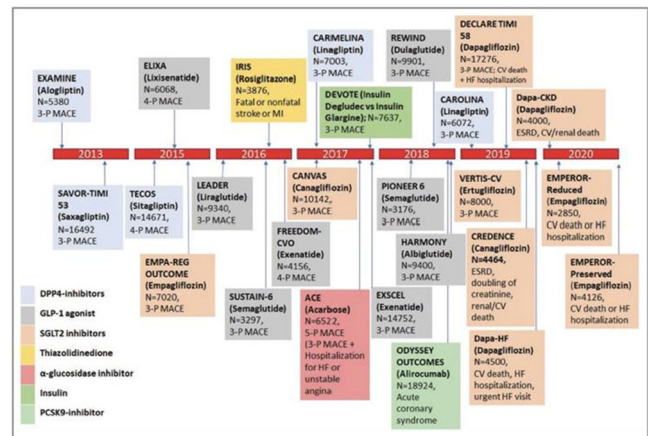 EXAMINE
(Alogliptin)
N=5380
3-P MACE
ELIXA
(Lixisenatide)
N=6068,
4-P MACE
IRIS
(Rosiglitazone)
N=3876,
Fatal or nonfatal
stroke or MI
CARMELINA
(Linagliptin)
N=7003,
3-P MACE
DEVOTE (Insulin
Degludec vs Insulin
Glargine); N=7637,
3-P MACE
REWIND
(Dulaglutide)
N=9901,
3-P MACE
CAROLINA
(Linagliptin)
N=6072,
3-P MACE
DECLARE TIMI
58
(Dapagliflozin)
N=17276,
3-P MACE; CV death
+ HF hospitalization
Dapa-CKD
(Dapagliflozin)
N=4000,
ESRD, CV/renal death
2013
2015
2016
2017
2018
2019
2020
SAVOR-TIMI
53
(Saxagliptin)
N=16492
3-P MACE
TECOS
(Sitagliptin)
N=14671,
4-P MACE
EMPA-REG
OUTCOME
(Empagliflozin)
N=7020,
3-P MACE
LEADER
(Liraglutide)
N=9340,
3-P MACE
SUSTAIN-6
(Semaglutide)
N=3297,
3-P MACE
FREEDOM-
CVO
(Exenatide)
N=4156,
4-P MACE
CANVAS
(Canagliflozin)
N=10142,
3-P MACE
ACE
(Acarbose)
N=6522,
5-P MACE
(3-P MACE +
Hospitalization
for HF or
unstable
angina
EXSCEL
(Exenatide)
N=14752,
3-P MACE
PIONEER 6
(Semaglutide)
N=3176,
3-P MACE
HARMONY
(Albiglutide)
N=9400,
3-P MACE
ODYSSEY
OUTCOMES
(Alirocumab)
N=18924,
Acute
coronary
syndrome
VERTIS-CV
(Ertugliflozin)
N=8000,
3-P MACE
CREDENCE
(Canagliflozin)
N=4464,
ESRD,
doubling of
creatinine,
renal/CV
death
Dapa-HF
(Dapagliflozin)
N=4500,
CV death, HF
hospitalization,
urgent HF visit
EMPEROR-
Reduced
(Empagliflozin)
N=2850,
CV death or HF
hospitalization
EMPEROR-
Preserved
(Empagliflozin)
N=4126,
CV death or HF
hospitalization
DPP4-inhibitors
GLP-1 agonist
SGLT2 inhibitors
Thiazolidinedione
α-glucosidase inhibitor
Insulin
PCSK9-inhibitor